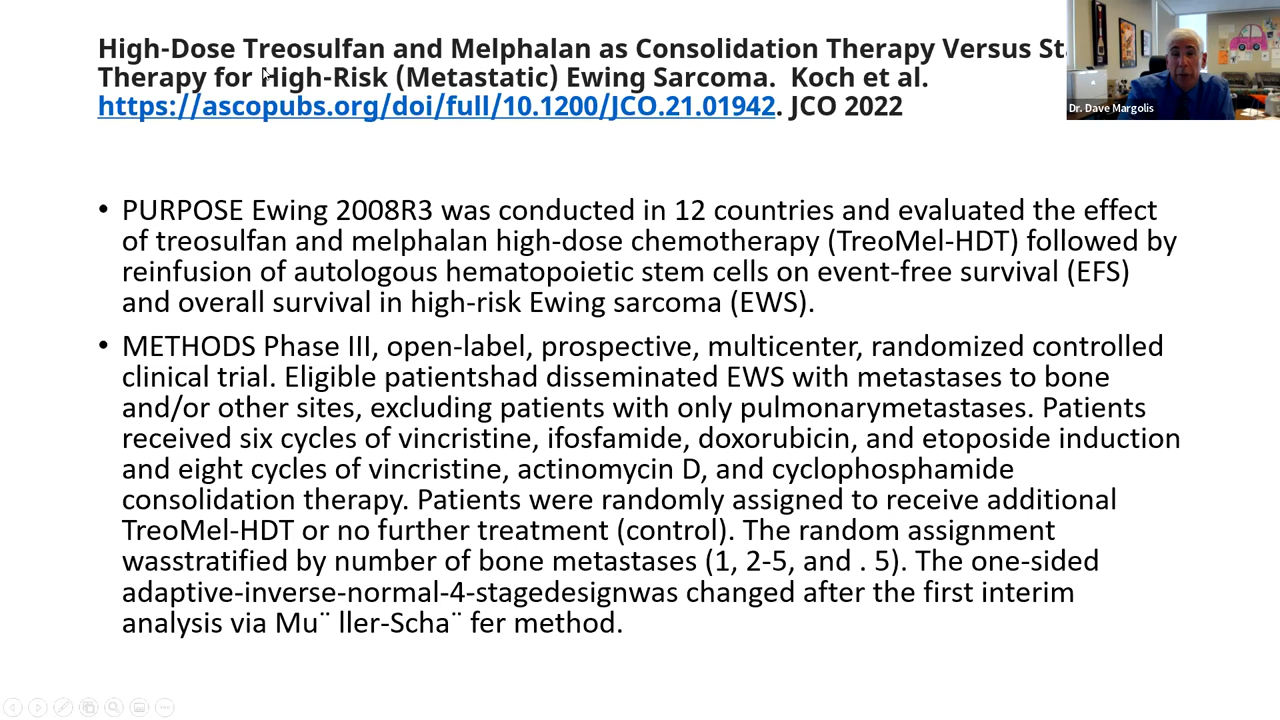 High-Dose Treosulfan and Melphalan as Consolidation Therapy Versus
Therapy for High-Risk (Metastatic) Ewing Sarcoma. Koch et al.
https://ascopubs.org/doi/full/10.1200/JCO.21.01942. JCO 2022
Dr. Dave Margolis
• PURPOSE Ewing 2008R3 was conducted in 12 countries and evaluated the effect
of treosulfan and melphalan high-dose chemotherapy (TreoMel-HDT) followed by
reinfusion of autologous hematopoietic stem cells on event-free survival (EFS)
and overall survival in high-risk Ewing sarcoma (EWS).
• METHODS Phase III, open-label, prospective, multicenter, randomized controlled
clinical trial. Eligible patientshad disseminated EWS with metastases to bone
and/or other sites, excluding patients with only pulmonarymetastases. Patients
received six cycles of vincristine, ifosfamide, doxorubicin, and etoposide induction
and eight cycles of vincristine, actinomycin D, and cyclophosphamide
consolidation therapy. Patients were randomly assigned to receive additional
TreoMel-HDT or no further treatment (control). The random assignment
wasstratified by number of bone metastases (1, 2-5, and . 5). The one-sided
adaptive-inverse-normal-4-stagedesignwas changed after the first interim
analysis via Mu¨ ller-Scha¨ fer method.